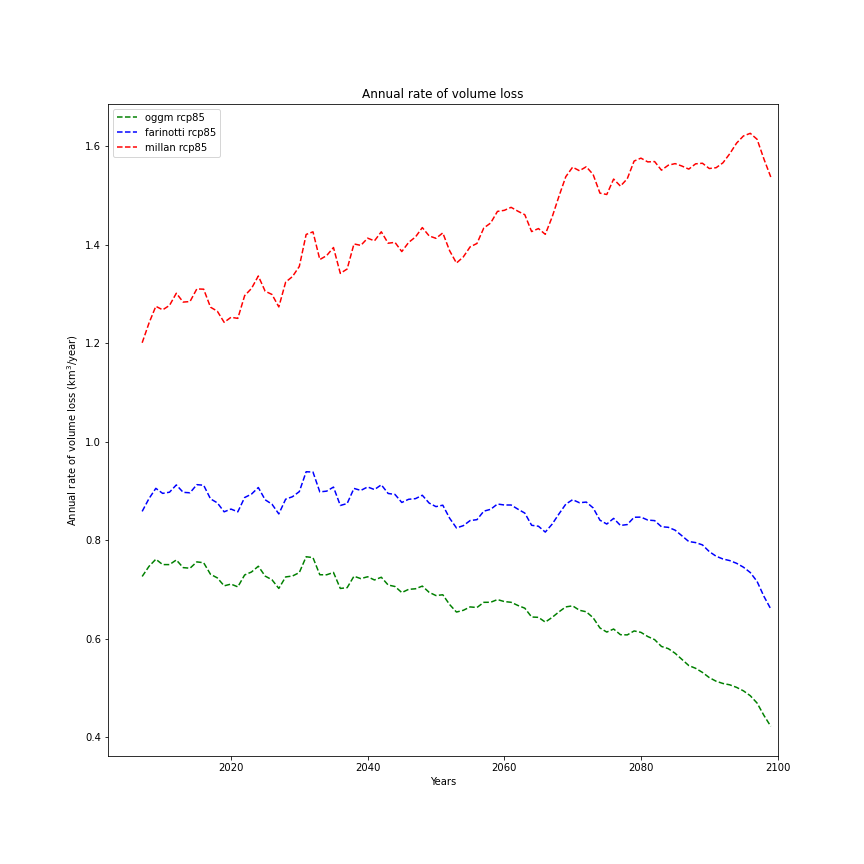 Annual rate of volume loss
oggm rcp85
farinotti rcp85
millan rcp85
1.6
1.4
1.2
1.0
0.8
0.6
0.4
Annual rate of volume loss (km³/year)
2020 2040 2060 2080 2100
Years